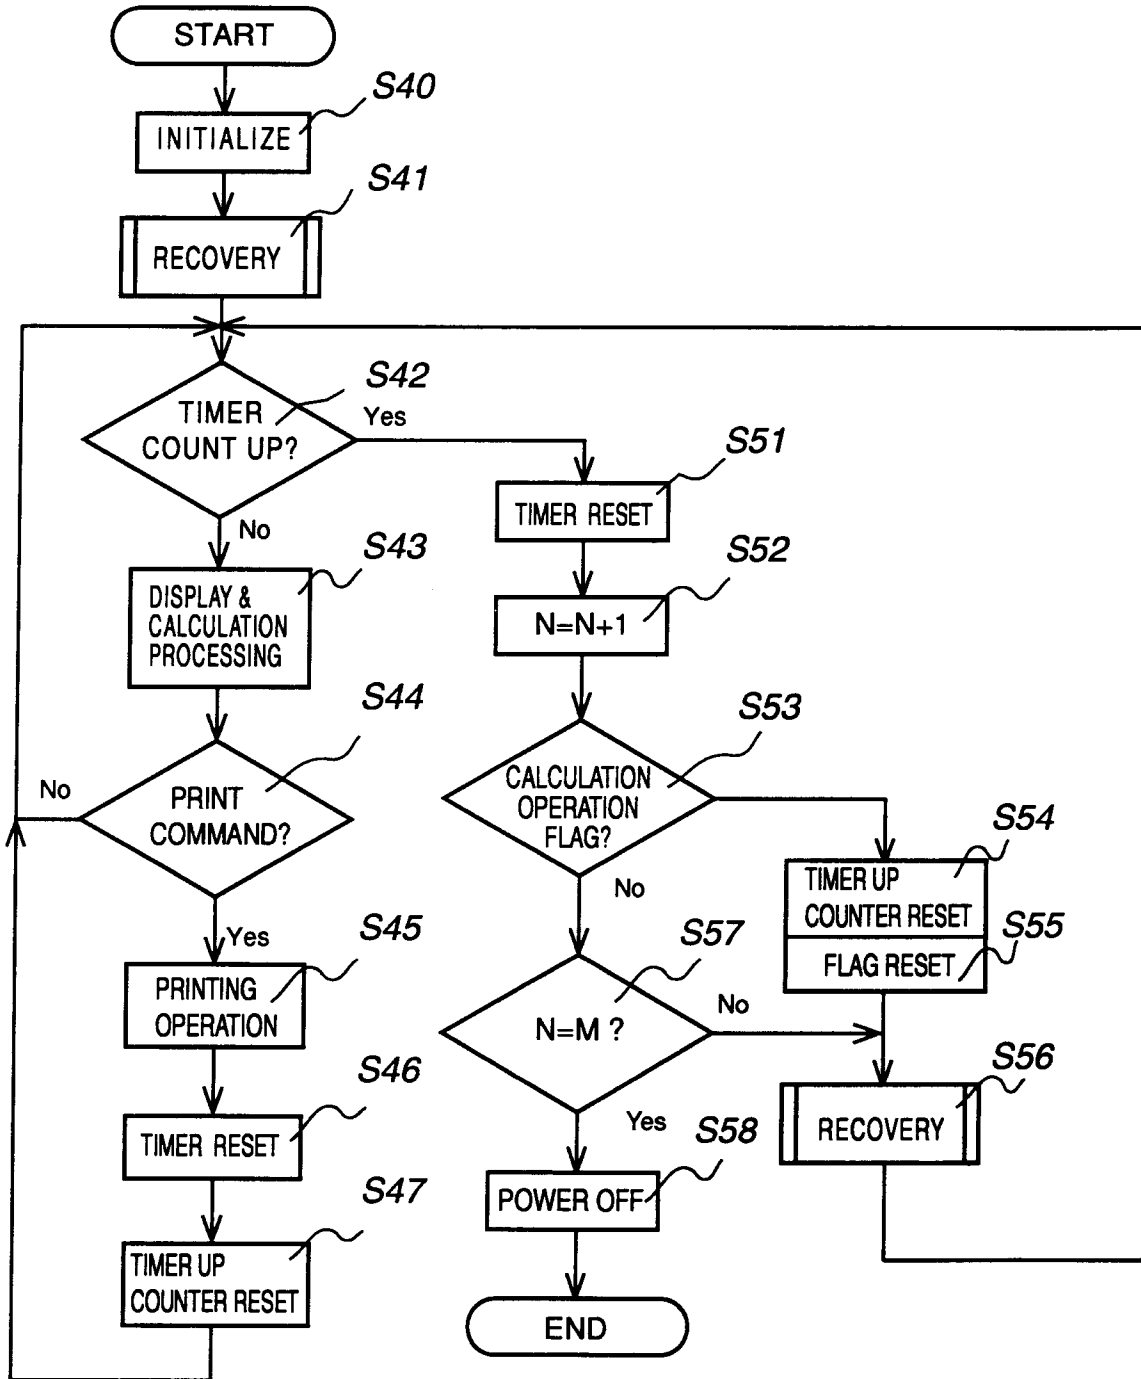 START
S40
INITIALIZE
S41
RECOVERY
S42
TIMER
COUNT UP?
Yes
No
S43
DISPLAY &
CALCULATION
PROCESSING
S44
PRINT
COMMAND?
No
Yes
S45
PRINTING
OPERATION
S46
TIMER RESET
S47
TIMER UP
COUNTER RESET
S51
TIMER RESET
S52
N=N+1
S53
CALCULATION
OPERATION
FLAG?
No
S54
TIMER UP
COUNTER RESET
S55
FLAG RESET
S57
N=M ?
No
Yes
S56
RECOVERY
S58
POWER OFF
END